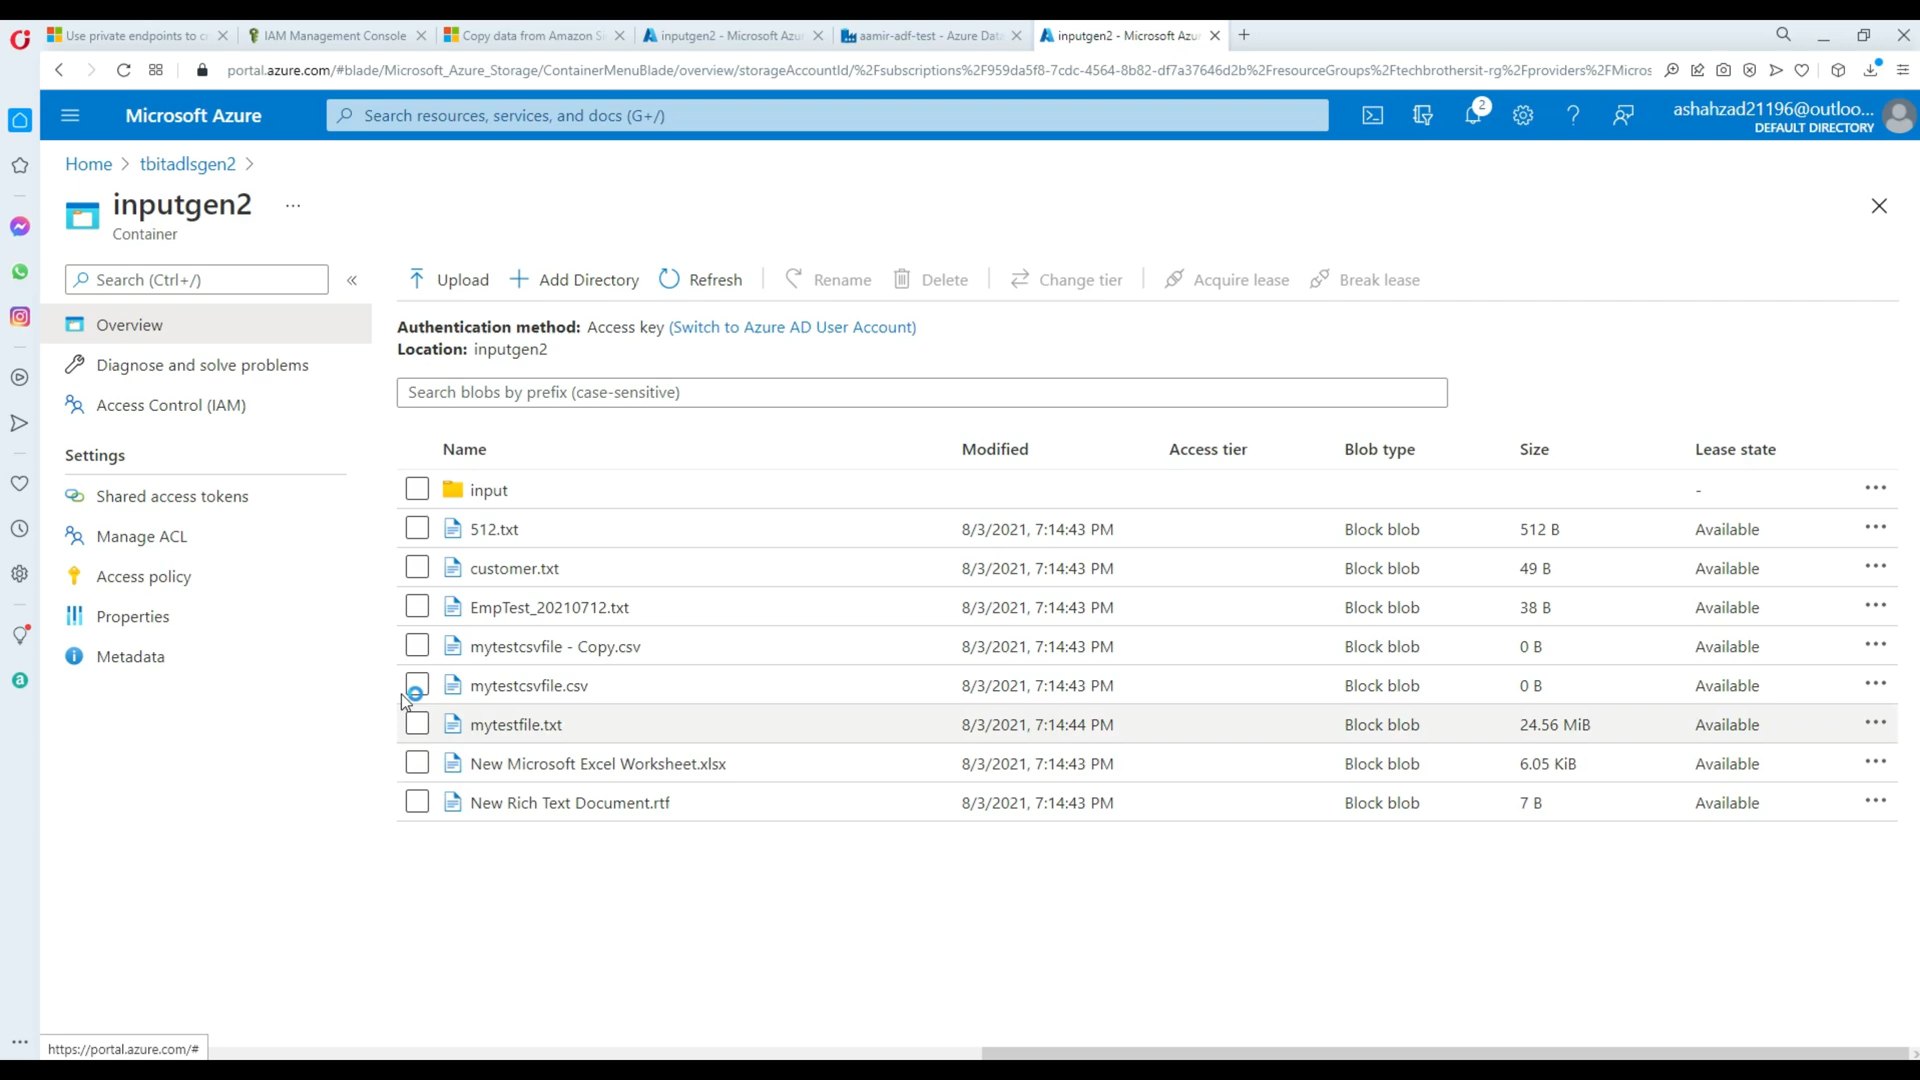 Use private endpoints to c
IAM Management Console
Copy data from Amazon S
inputgen2 - Microsoft Azu
aamir-adf-test - Azure Dat
inputgen2 - Microsoft Azu
portal.azure.com/#blade/Microsoft_Azure_Storage/ContainerMenuBlade/overview/storageAccountId/%2Fsubscriptions%2F959da5f8-7cdc-4564-8b82-df7a37646d2b%2FresourceGroups%2Ftechbrothersit-rg%2Fproviders%2FMicros
Microsoft Azure
Search resources, services, and docs (G+/)
2
ashahzad21196@outloo...
DEFAULT DIRECTORY
Home > tbitadlsgen2 >
inputgen2 ...
Container
Search (Ctrl+/) «
Upload Add Directory Refresh Rename Delete Change tier Acquire lease Break lease
Overview
Diagnose and solve problems
Access Control (IAM)
Settings
Shared access tokens
Manage ACL
Access policy
Properties
Metadata
Authentication method: Access key (Switch to Azure AD User Account)
Location: inputgen2
Search blobs by prefix (case-sensitive)
Name Modified Access tier Blob type Size Lease state
input -
512.txt 8/3/2021, 7:14:43 PM Block blob 512 B Available
customer.txt 8/3/2021, 7:14:43 PM Block blob 49 B Available
EmpTest_20210712.txt 8/3/2021, 7:14:43 PM Block blob 38 B Available
mytestcsvfile - Copy.csv 8/3/2021, 7:14:43 PM Block blob 0 B Available
mytestcsvfile.csv 8/3/2021, 7:14:43 PM Block blob 0 B Available
mytestfile.txt 8/3/2021, 7:14:44 PM Block blob 24.56 MiB Available
New Microsoft Excel Worksheet.xlsx 8/3/2021, 7:14:43 PM Block blob 6.05 KiB Available
New Rich Text Document.rtf 8/3/2021, 7:14:43 PM Block blob 7 B Available
https://portal.azure.com/#